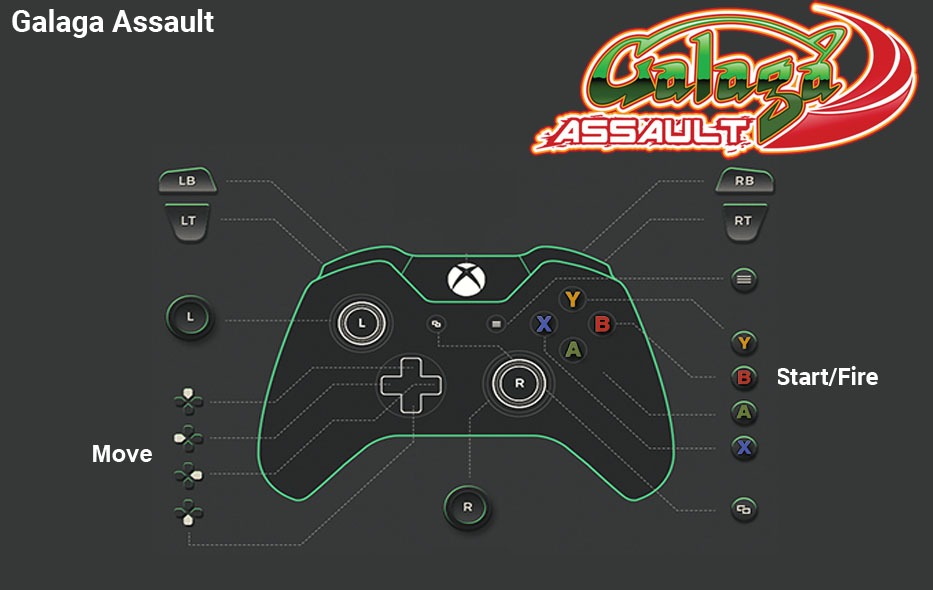 Galaga Assault
Galaga
ASSAULT
LB
RB
LT
RT
Y
L
L
X
B
Y
A
R
B
Start/Fire
A
Move
X
R